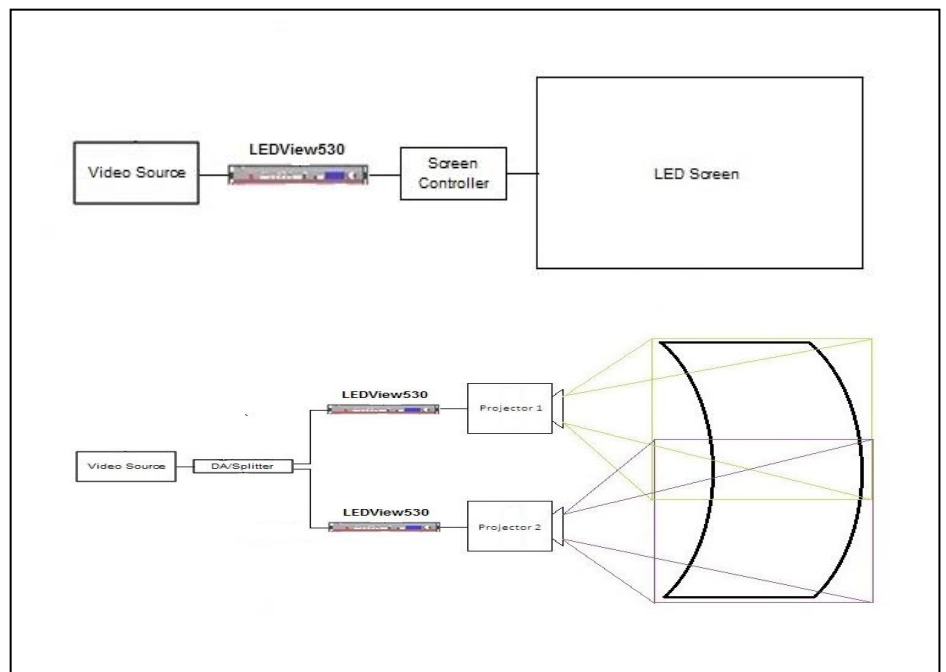 LEDView530
Video Source
Screen
Controller
LED Screen
LEDView530
Projector 1
Video Source
DA/Splitter
LEDView530
Projector 2